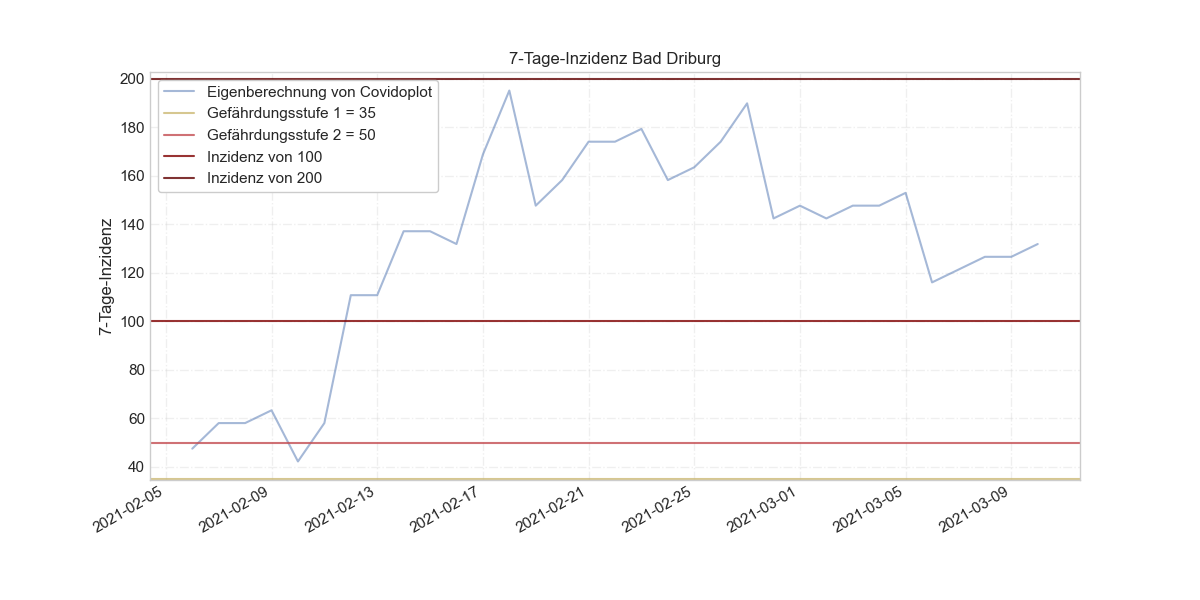 7-Tage-Inzidenz Bad Driburg
7-Tage-Inzidenz
200
180
160
140
120
100
80
60
40
Eigenberechnung von Covidoplot
Gefährdungsstufe 1 = 35
Gefährdungsstufe 2 = 50
Inzidenz von 100
Inzidenz von 200
2021-02-05
2021-02-09
2021-02-13
2021-02-17
2021-02-21
2021-02-25
2021-03-01
2021-03-05
2021-03-09